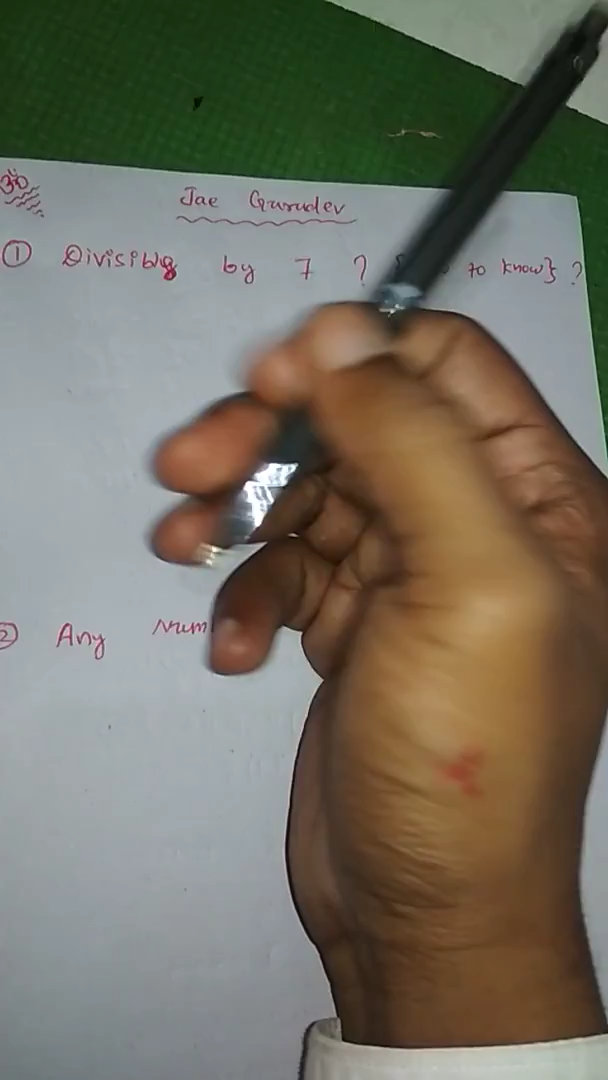 ॐ
Jae Gurudev
① Divisible by 7 ? to know} ?
② Any